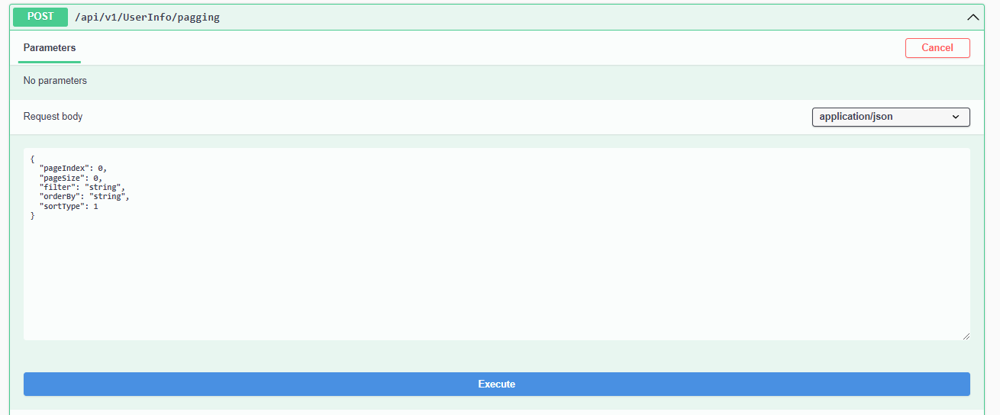 POST /api/v1/UserInfo/pagging
Parameters Cancel
No parameters
Request body application/json
{
  "pageIndex": 0,
  "pageSize": 0,
  "filter": "string",
  "orderBy": "string",
  "sortType": 1
}
Execute